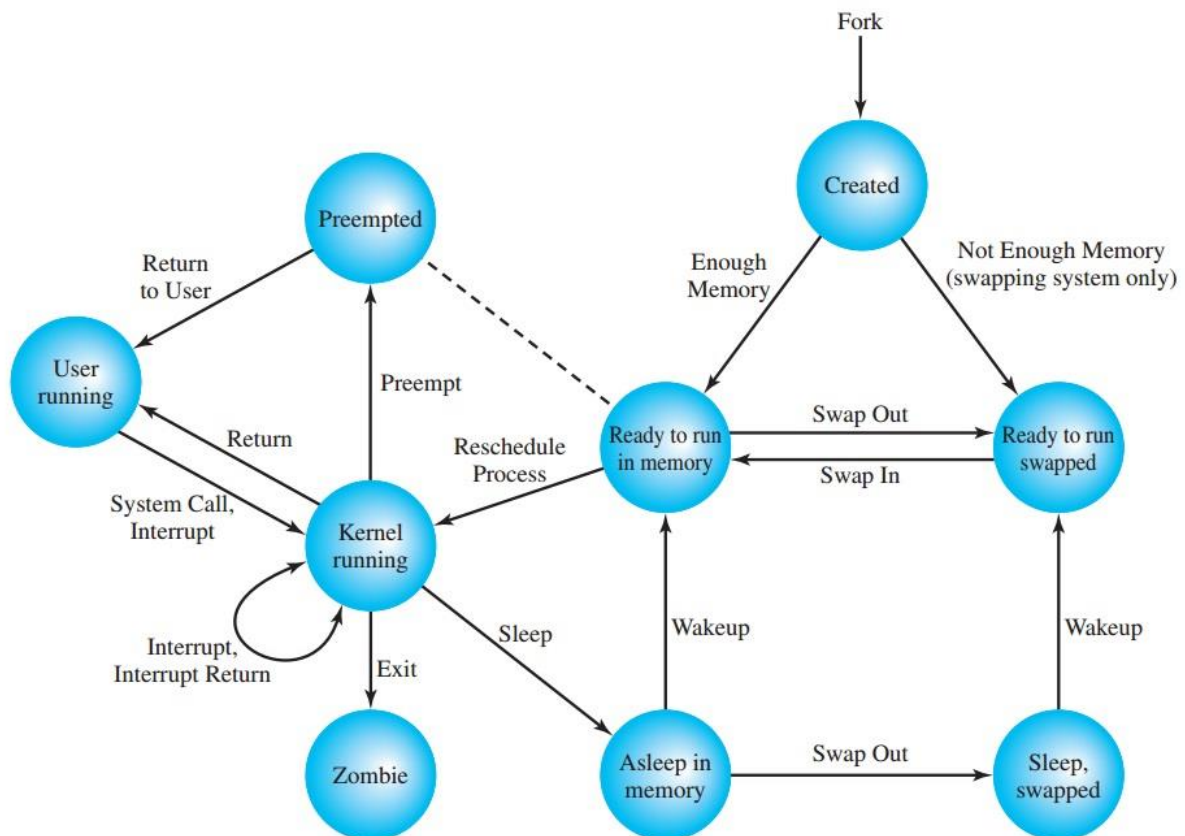 Fork
Created
Preempted
Not Enough Memory
(swapping system only)
Enough
Memory
Return
to User
User
running
Preempt
Swap Out
Ready to run
in memory
Ready to run
swapped
Return
Reschedule
Process
Swap In
System Call,
Interrupt
Kernel
running
Sleep
Wakeup
Wakeup
Interrupt,
Interrupt Return
Exit
Zombie
Asleep in
memory
Swap Out
Sleep,
swapped